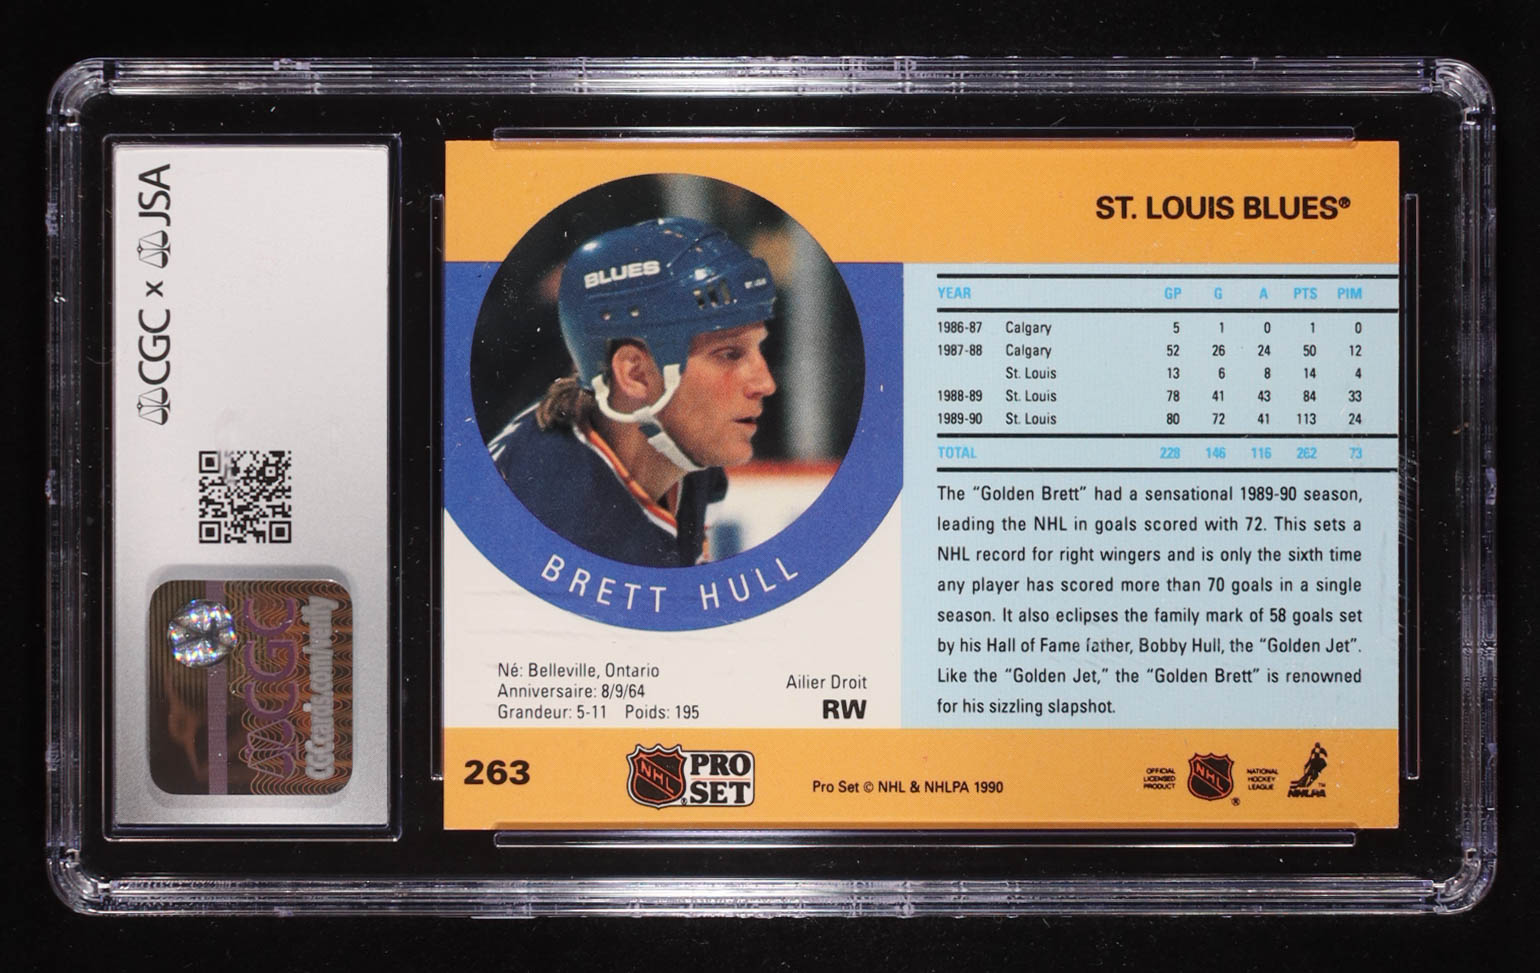 CGC x JSA
CGC
CGCcards.com/verify
ST. LOUIS BLUES®
BLUES
ST. LOUIS
BRETT HULL
YEAR GP G A PTS PIM
1986-87 Calgary 5 1 0 1 0
1987-88 Calgary 52 26 24 50 12
St. Louis 13 6 8 14 4
1988-89 St. Louis 78 41 43 84 33
1989-90 St. Louis 80 72 41 113 24
TOTAL 228 146 116 262 73
The “Golden Brett” had a sensational 1989-90 season,
leading the NHL in goals scored with 72. This sets a
NHL record for right wingers and is only the sixth time
any player has scored more than 70 goals in a single
season. It also eclipses the family mark of 58 goals set
by his Hall of Fame father, Bobby Hull, the “Golden Jet”.
Like the “Golden Jet,” the “Golden Brett” is renowned
for his sizzling slapshot.
Né: Belleville, Ontario
Anniversaire: 8/9/64
Grandeur: 5-11 Poids: 195
Ailier Droit
RW
263
NHL
PRO
SET
Pro Set © NHL & NHLPA 1990
OFFICIAL
LICENSED
PRODUCT
NHL
®
NATIONAL
HOCKEY
LEAGUE
NHLPA
™